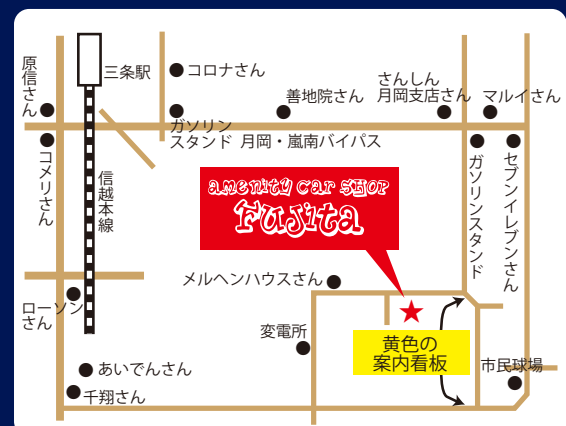 原信さん
三条駅
コロナさん
善地院さん
さんしん
月岡支店さん
マルイさん
ガソリン
スタンド
月岡・嵐南バイパス
コメリさん
信越本線
ガソリンスタンド
セブンイレブンさん
amenity car shop
Fujita
メルヘンハウスさん
ローソン
さん
変電所
黄色の
案内看板
市民球場
あいでんさん
千翔さん